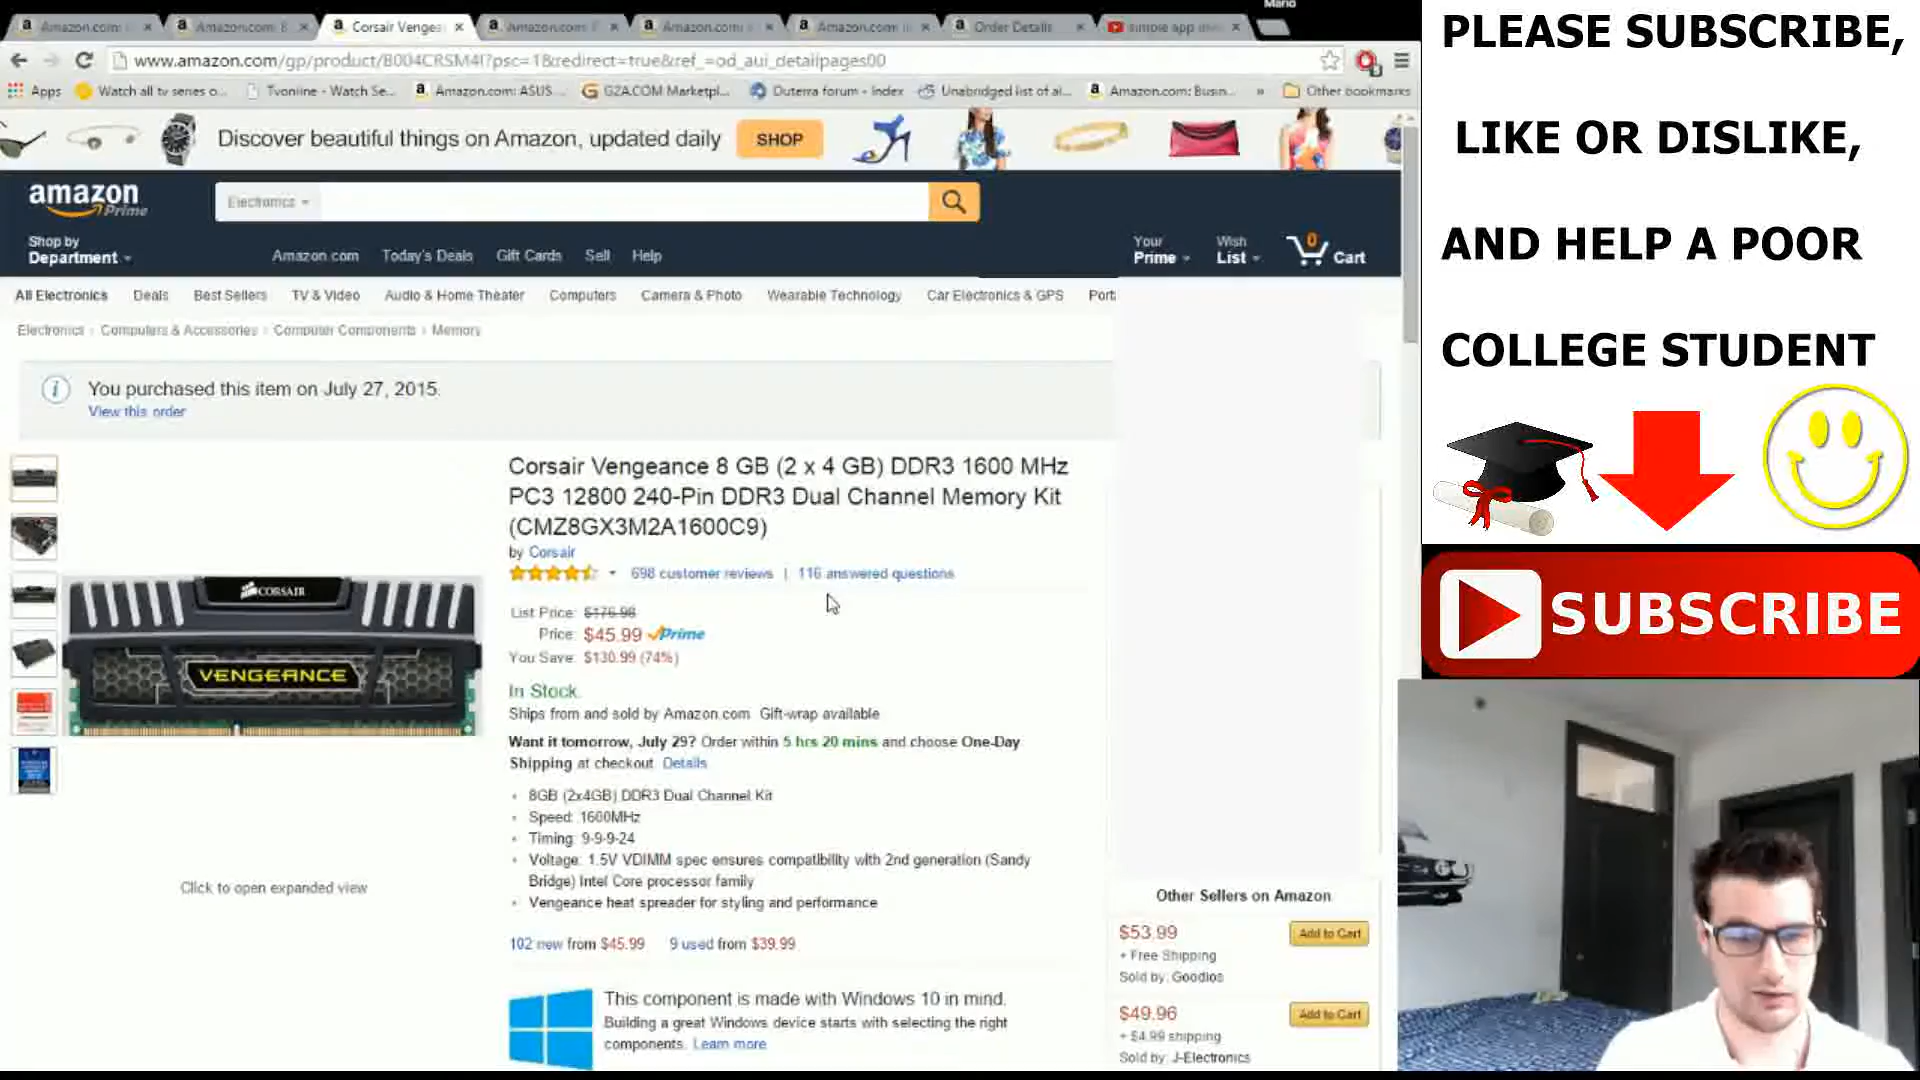 Mario
Amazon.com:
Amazon.com: B
Corsair Venge
Amazon.com: F
Amazon.com
Amazon.com
Order Details
simple app
www.amazon.com/gp/product/B004CRSM4I?psc=1&redirect=true&ref_=od_aui_detailpages00
Apps
Watch all tv series o...
Tvonline - Watch Se...
Amazon.com: ASUS ...
G2A.COM Marketpl...
Outerra forum - Index
Unabridged list of al...
Amazon.com: Busin...
»
Other bookmarks
Discover beautiful things on Amazon, updated daily
SHOP
amazon
Prime
Electronics
Shop by
Department
Amazon.com Today's Deals Gift Cards Sell Help
Your
Prime
Wish
List
0
Cart
All Electronics Deals Best Sellers TV & Video Audio & Home Theater Computers Camera & Photo Wearable Technology Car Electronics & GPS Port
Electronics › Computers & Accessories › Computer Components › Memory
i
You purchased this item on July 27, 2015.
View this order
Corsair Vengeance 8 GB (2 x 4 GB) DDR3 1600 MHz
PC3 12800 240-Pin DDR3 Dual Channel Memory Kit
(CMZ8GX3M2A1600C9)
by Corsair
698 customer reviews | 116 answered questions
List Price: $176.98
Price: $45.99 Prime
You Save: $130.99 (74%)
In Stock.
Ships from and sold by Amazon.com. Gift-wrap available.
Want it tomorrow, July 29? Order within 5 hrs 20 mins and choose One-Day
Shipping at checkout. Details
• 8GB (2x4GB) DDR3 Dual Channel Kit
• Speed: 1600MHz
• Timing: 9-9-9-24
• Voltage: 1.5V VDIMM spec ensures compatibility with 2nd generation (Sandy
Bridge) Intel Core processor family
• Vengeance heat spreader for styling and performance
102 new from $45.99 9 used from $39.99
This component is made with Windows 10 in mind.
Building a great Windows device starts with selecting the right
components. Learn more
CORSAIR
VENGEANCE
Click to open expanded view
Other Sellers on Amazon
$53.99
Add to Cart
+ Free Shipping
Sold by: Goodios
$49.96
Add to Cart
+ $4.99 shipping
Sold by: J-Electronics
PLEASE SUBSCRIBE,
LIKE OR DISLIKE,
AND HELP A POOR
COLLEGE STUDENT
SUBSCRIBE